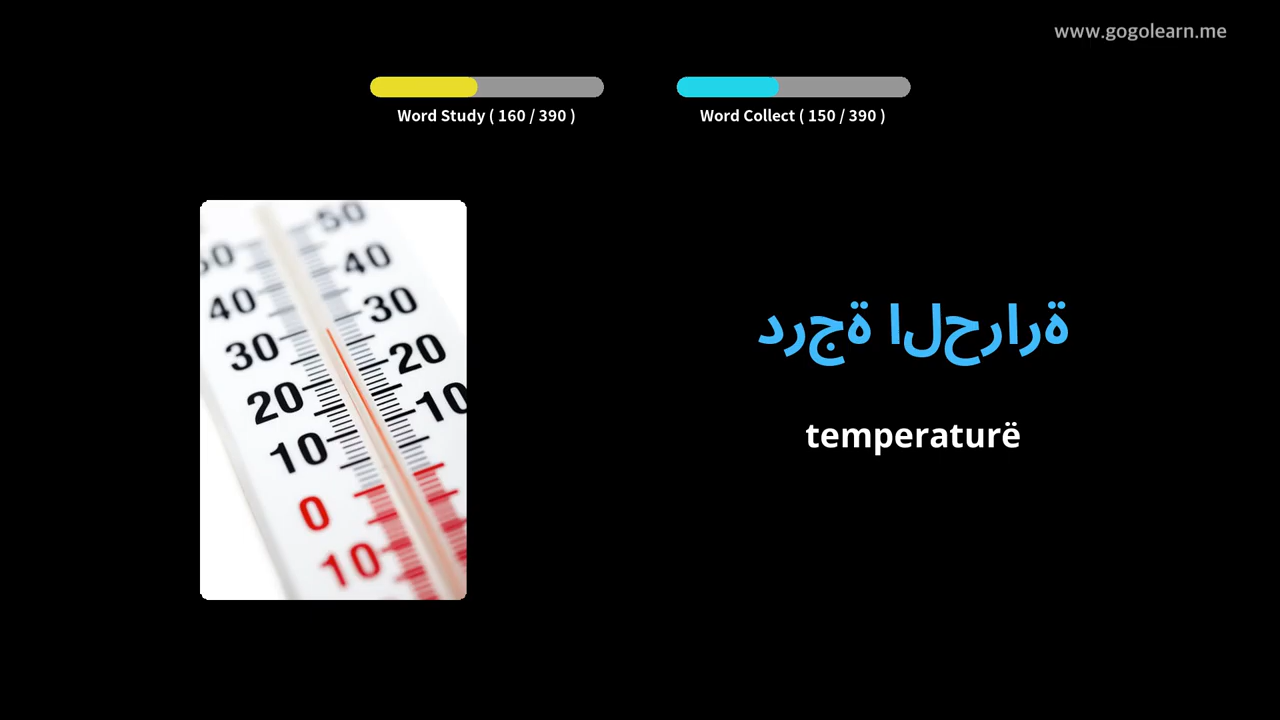 www.gogolearn.me
Word Study ( 160 / 390 )
Word Collect ( 150 / 390 )
50
50
40
40
30
30
20
20
10
10
0
10
درجة الحرارة
temperaturë